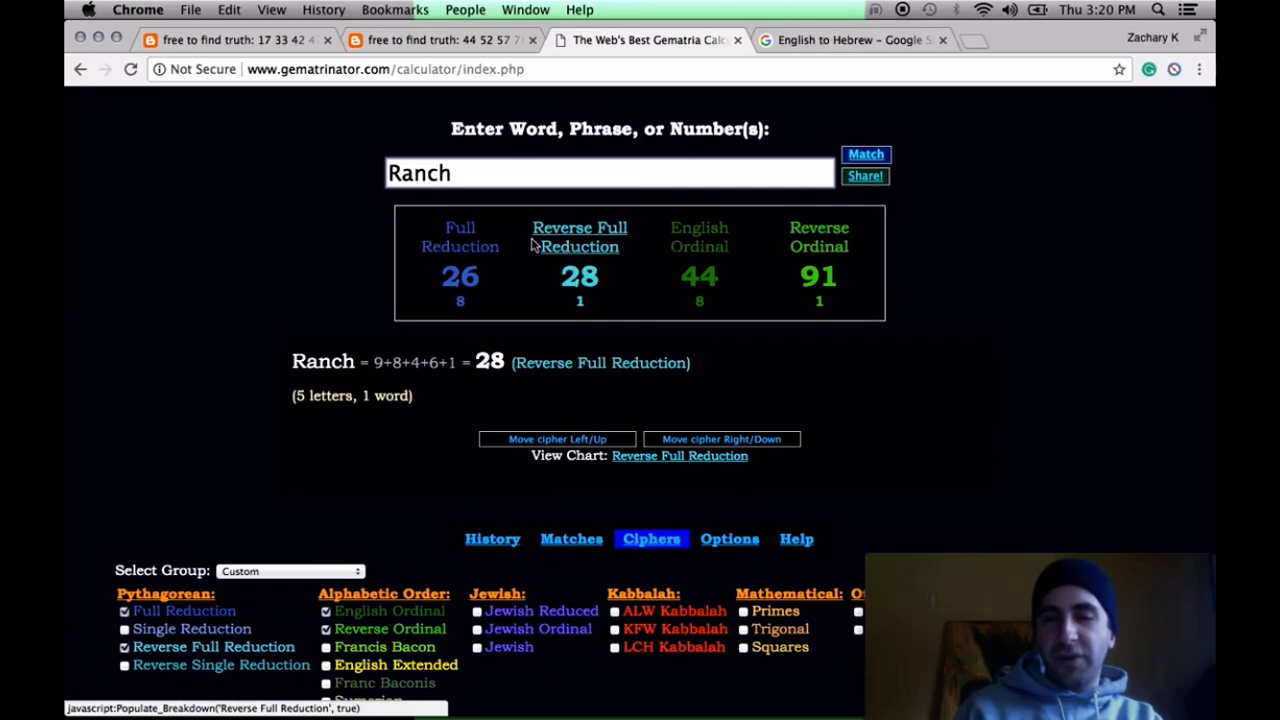 Chrome File Edit View History Bookmarks People Window Help Thu 3:20 PM
free to find truth: 17 33 42 4 free to find truth: 44 52 57 7 The Web's Best Gematria Calc English to Hebrew - Google S Zachary K
Not Secure www.gematrinator.com/calculator/index.php
Enter Word, Phrase, or Number(s):
Match
Ranch
Share!
Full Reverse Full English Reverse
Reduction Reduction Ordinal Ordinal
26 28 44 91
8 1 8 1
Ranch = 9+8+4+6+1 = 28 (Reverse Full Reduction)
(5 letters, 1 word)
Move cipher Left/Up Move cipher Right/Down
View Chart: Reverse Full Reduction
History Matches Ciphers Options Help
Select Group: Custom
Pythagorean: Alphabetic Order: Jewish: Kabbalah: Mathematical:
Full Reduction English Ordinal Jewish Reduced ALW Kabbalah Primes
Single Reduction Reverse Ordinal Jewish Ordinal KFW Kabbalah Trigonal
Reverse Full Reduction Francis Bacon Jewish LCH Kabbalah Squares
Reverse Single Reduction English Extended
Franc Baconis
Sumerian
javascript:Populate_Breakdown('Reverse Full Reduction', true)